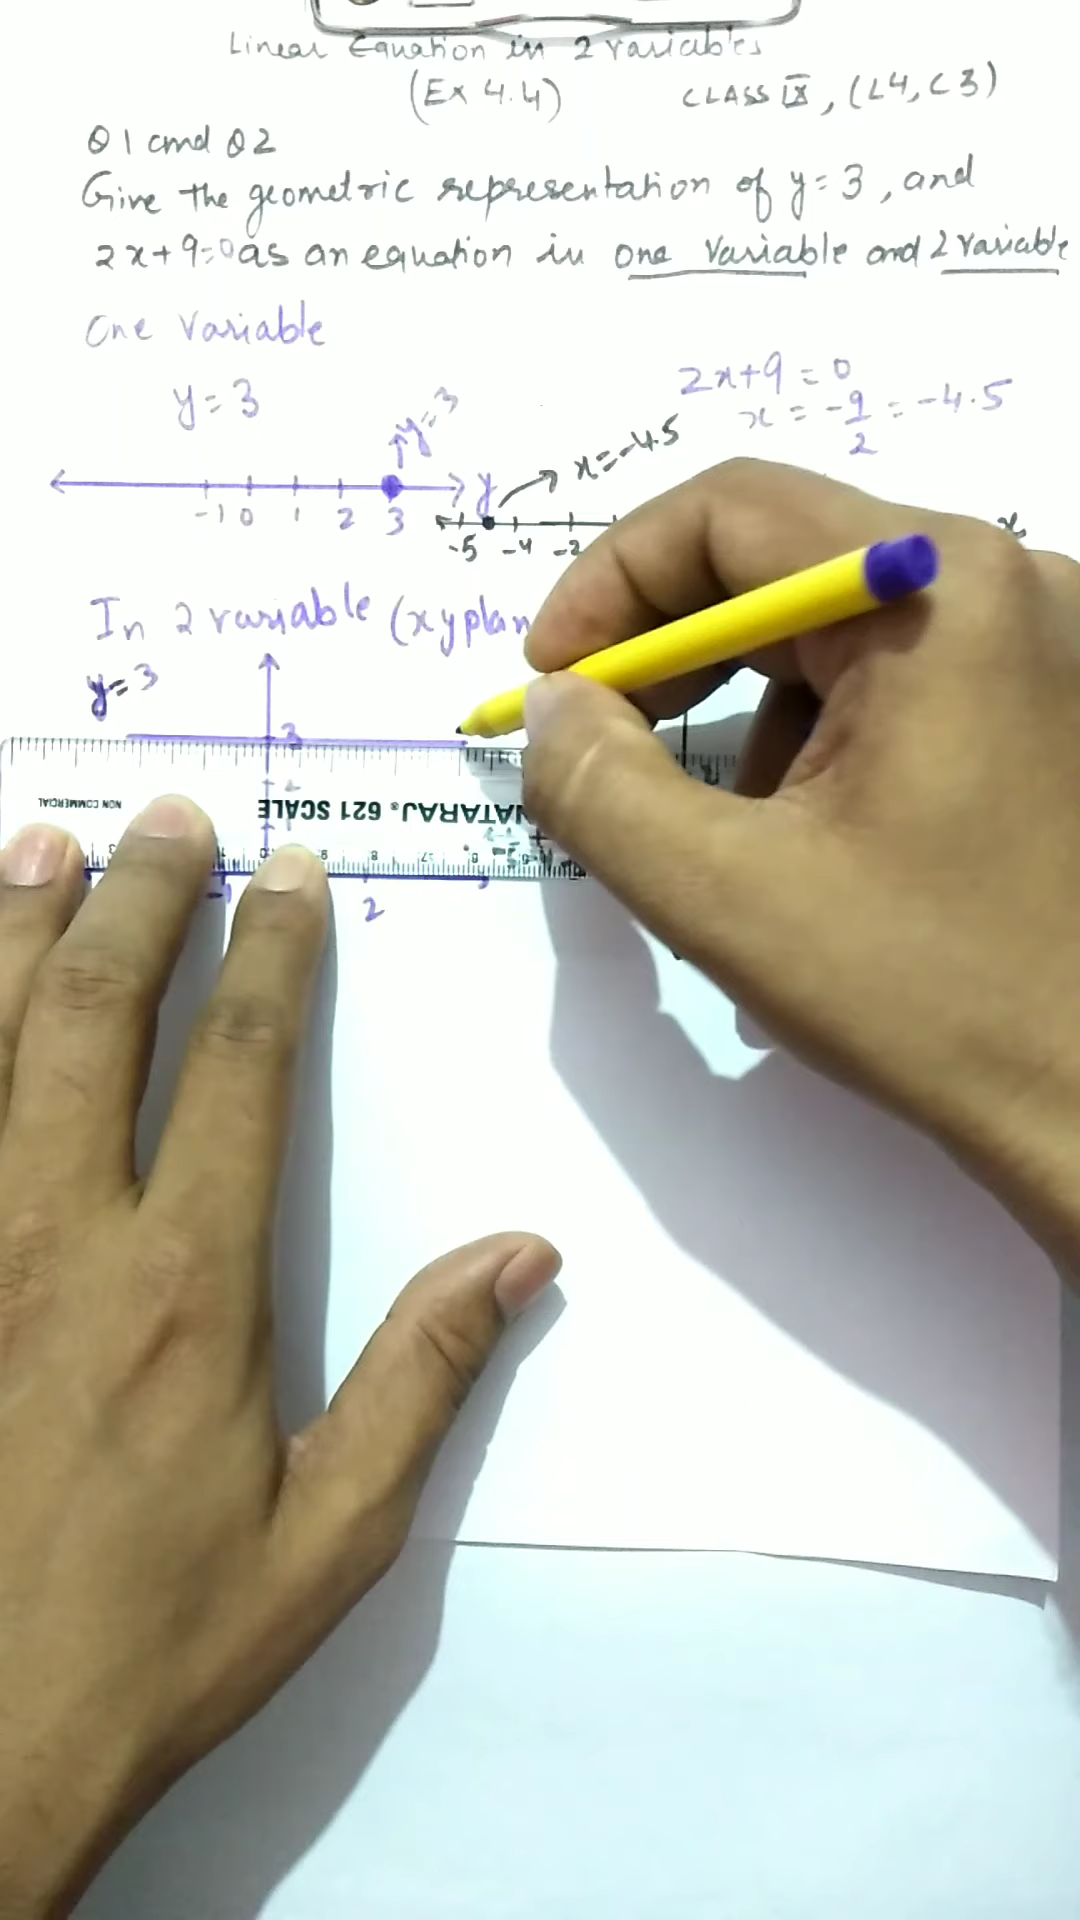 Linear Equation in 2 variables
(Ex 4.4) CLASS IX, (L4, C3)
Q1 and Q2
Give the geometric representation of y=3, and
2x+9=0 as an equation in one variable and 2 variable
One Variable
y=3
y=3
2x+9=0
x = -9/2 = -4.5
x=-4.5
y
-1 0 1 2 3
x
-5 -4 -2
In 2 variable (xyplan
y=3
3
NON COMMERCIAL
NATARAJ 621 SCALE
-1 2